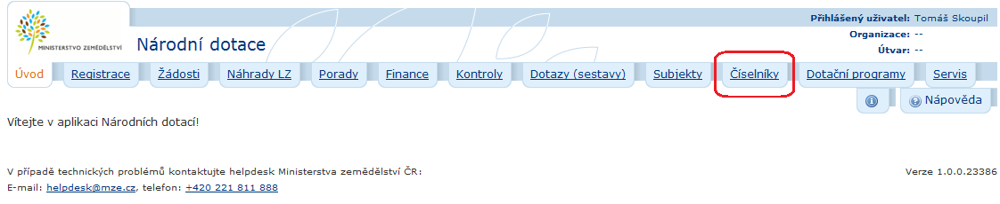 Přihlášený uživatel: Tomáš Skoupil
MINISTERSTVO ZEMĚDĚLSTVÍ
Národní dotace
Organizace: --
Útvar: --
Úvod Registrace Žádosti Náhrady LZ Porady Finance Kontroly Dotazy (sestavy) Subjekty Číselníky Dotační programy Servis
Nápověda
Vítejte v aplikaci Národních dotací!
V případě technických problémů kontaktujte helpdesk Ministerstva zemědělství ČR: Verze 1.0.0.23386
E-mail: helpdesk@mze.cz, telefon: +420 221 811 888